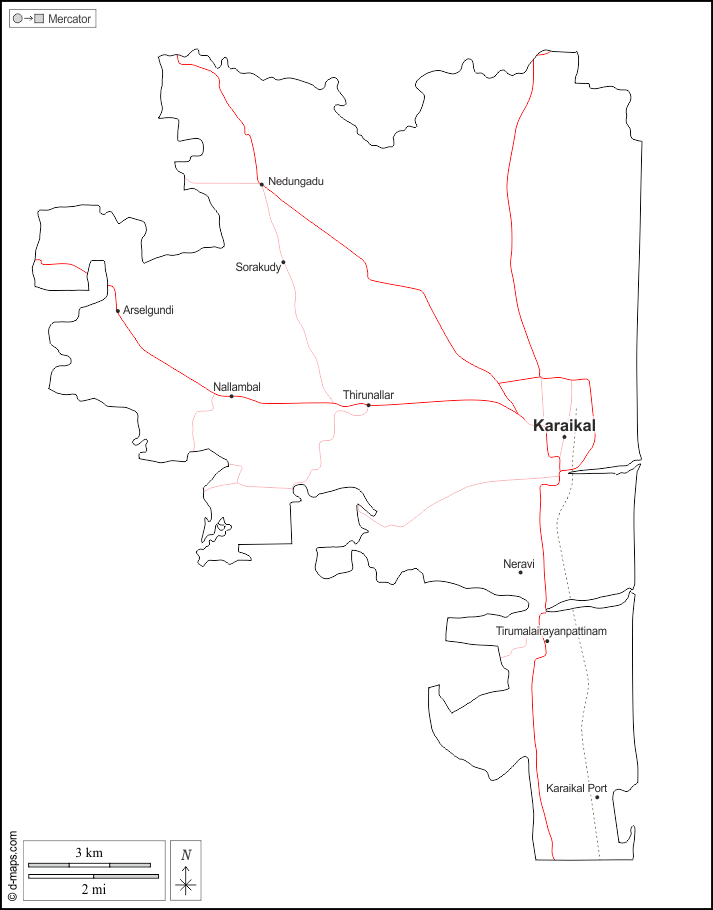 Mercator
Nedungadu
Sorakudy
Arselgundi
Nallambal
Thirunallar
Karaikal
Neravi
Tirumalairayanpattinam
Karaikal Port
3 km
2 mi
N
© d-maps.com